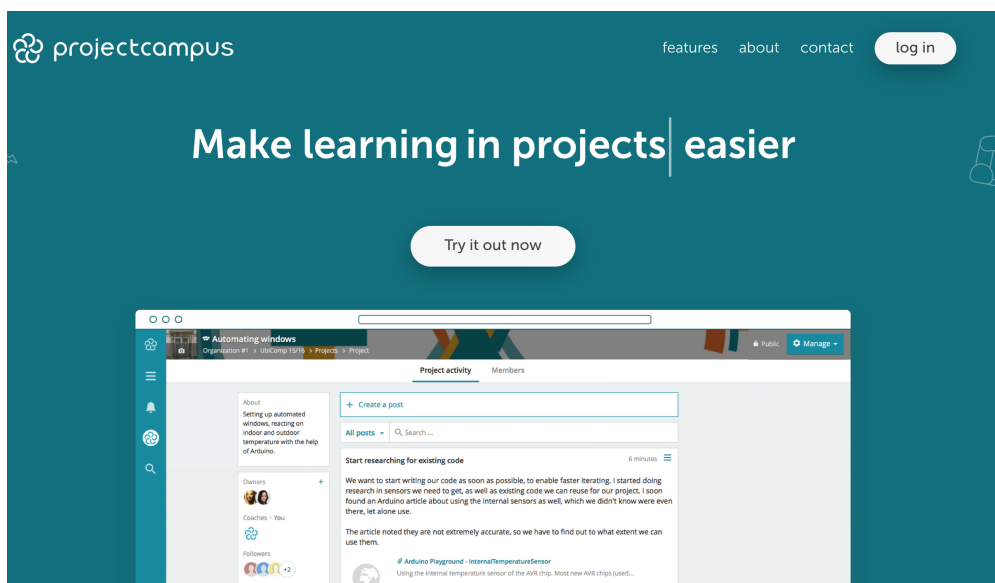 projectcampus
features about contact log in
Make learning in projects easier
Try it out now
Automating windows
Organization #1 > UbiComp 15/16 > Projects > Project
Public
Manage
Project activity Members
About
Setting up automated
windows, reacting on
indoor and outdoor
temperature with the help
of Arduino.
Owners +
Coaches - You
Followers
+2
+ Create a post
All posts Search ...
Start researching for existing code 6 minutes
We want to start writing our code as soon as possible, to enable faster iterating. I started doing
research in sensors we need to get, as well as existing code we can reuse for our project. I soon
found an Arduino article about using the internal sensors as well, which we didn't know were even
there, let alone use.
The article noted they are not extremely accurate, so we have to find out to what extent we can
use them.
Arduino Playground - InternalTemperatureSensor
Using the internal temperature sensor of the AVR chip. Most new AVR chips (used...